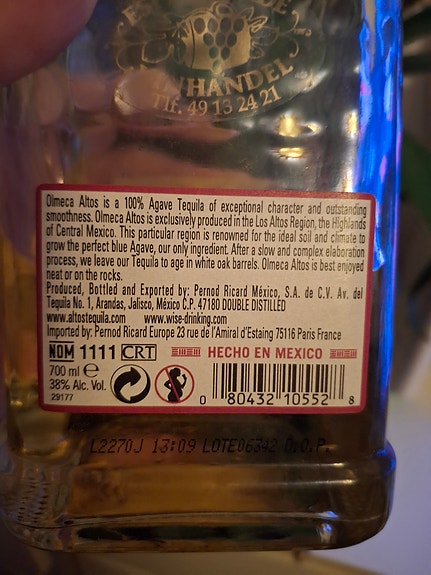 VINHANDEL
Tlf. 49 13 24 21
Olmeca Altos is a 100% Agave Tequila of exceptional character and outstanding
smoothness. Olmeca Altos is exclusively produced in the Los Altos Region, the Highlands
of Central Mexico. This particular region is renowned for the ideal soil and climate to
grow the perfect blue Agave, our only ingredient. After a slow and complex elaboration
process, we leave our Tequila to age in white oak barrels. Olmeca Altos is best enjoyed
neat or on the rocks.
Produced, Bottled and Exported by: Pernod Ricard México, S.A. de C.V. Av. del
Tequila No. 1, Arandas, Jalisco, México C.P. 47180 DOUBLE DISTILLED
www.altostequila.com www.wise-drinking.com
Imported by: Pernod Ricard Europe 23 rue de l'Amiral d'Estaing 75116 Paris France
NOM 1111 CRT HECHO EN MEXICO
700 ml e
38% Alc. Vol.
29177
0 80432 10552 8
L2270J 13:09 LOTE06342 D.O.P.